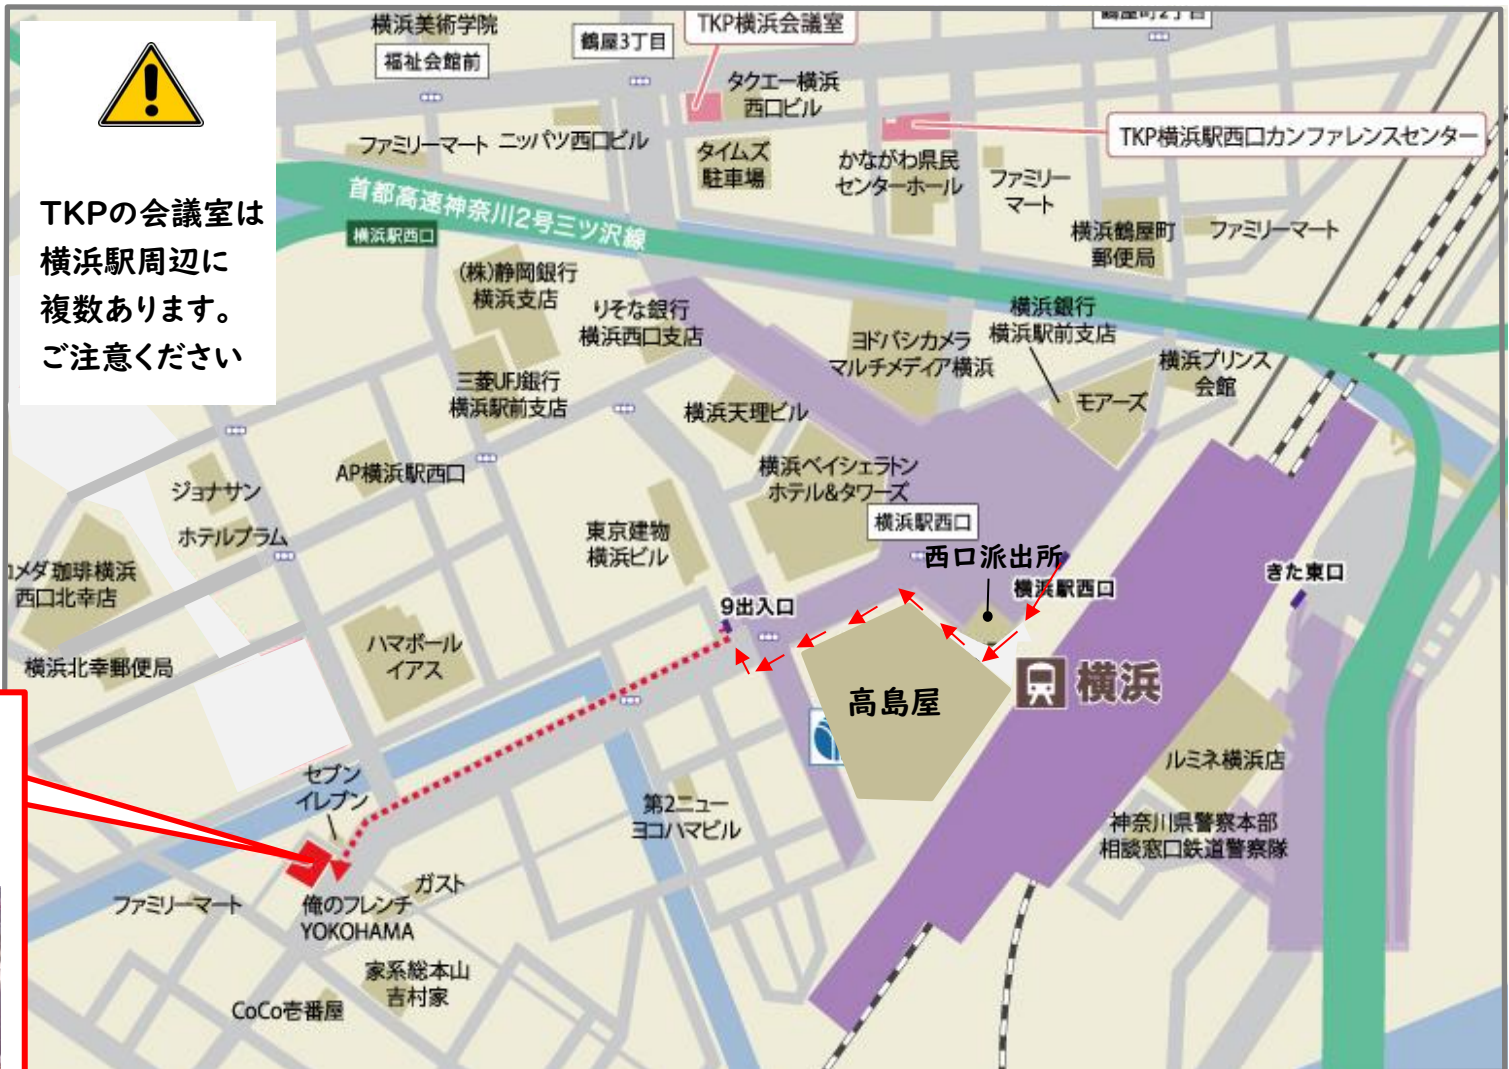 横浜美術学院
福祉会館前
鶴屋3丁目
TKP横浜会議室
鶴屋町2丁目
タクエー横浜
西口ビル
TKP横浜駅西口カンファレンスセンター
ファミリーマート
ニッパツ西口ビル
タイムズ
駐車場
かながわ県民
センターホール
ファミリー
マート
TKPの会議室は
横浜駅周辺に
複数あります。
ご注意ください
首都高速神奈川2号三ツ沢線
横浜駅西口
横浜鶴屋町
郵便局
ファミリーマート
(株)静岡銀行
横浜支店
りそな銀行
横浜西口支店
横浜銀行
横浜駅前支店
ヨドバシカメラ
マルチメディア横浜
横浜プリンス
会館
三菱UFJ銀行
横浜駅前支店
横浜天理ビル
モアーズ
AP横浜駅西口
横浜ベイシェラトン
ホテル&タワーズ
ジョナサン
ホテルプラム
東京建物
横浜ビル
横浜駅西口
西口派出所
横浜駅西口
きた東口
メダ珈琲横浜
西口北幸店
9出入口
ハマボール
イアス
横浜北幸郵便局
高島屋
横浜
ルミネ横浜店
セブン
イレブン
第2ニュー
ヨコハマビル
神奈川県警察本部
相談窓口鉄道警察隊
ガスト
ファミリーマート
俺のフレンチ
YOKOHAMA
家系総本山
吉村家
CoCo壱番屋